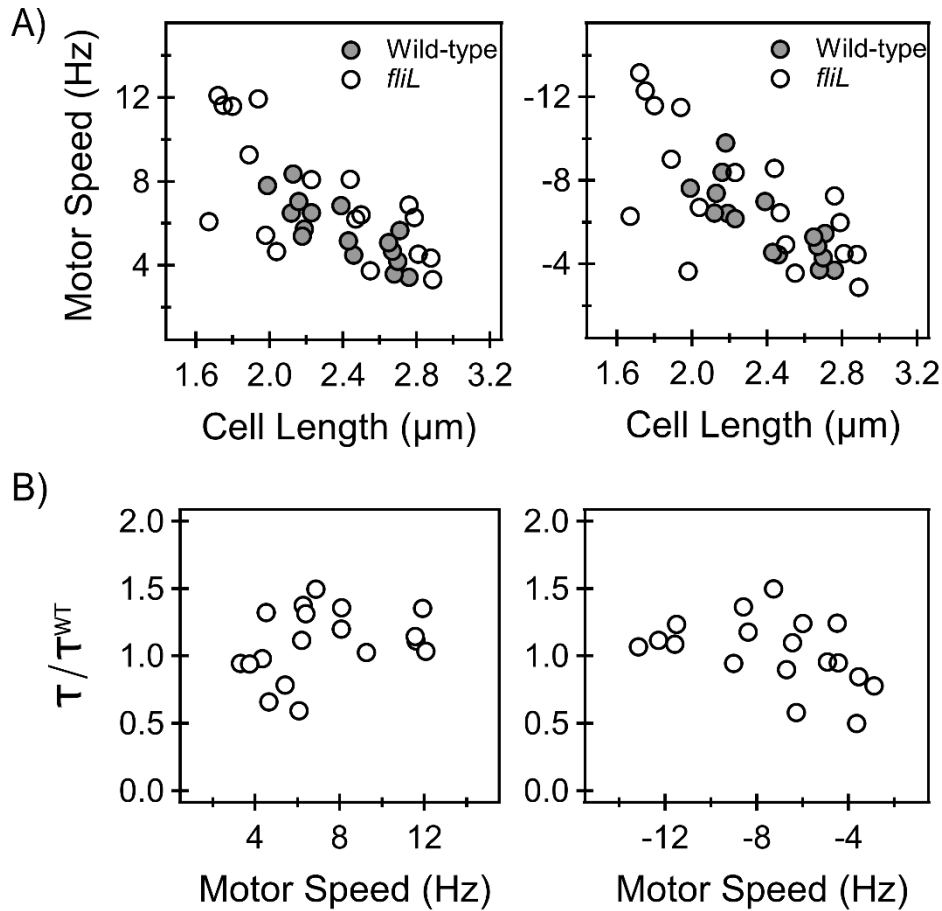 A)
Motor Speed (Hz)
12
8
4
Wild-type
fliL
1.6 2.0 2.4 2.8 3.2
Cell Length (µm)
-12
-8
-4
Wild-type
fliL
1.6 2.0 2.4 2.8 3.2
Cell Length (µm)
B)
τ / τWT
2.0
1.5
1.0
0.5
0.0
4 8 12
Motor Speed (Hz)
2.0
1.5
1.0
0.5
0.0
-12 -8 -4
Motor Speed (Hz)